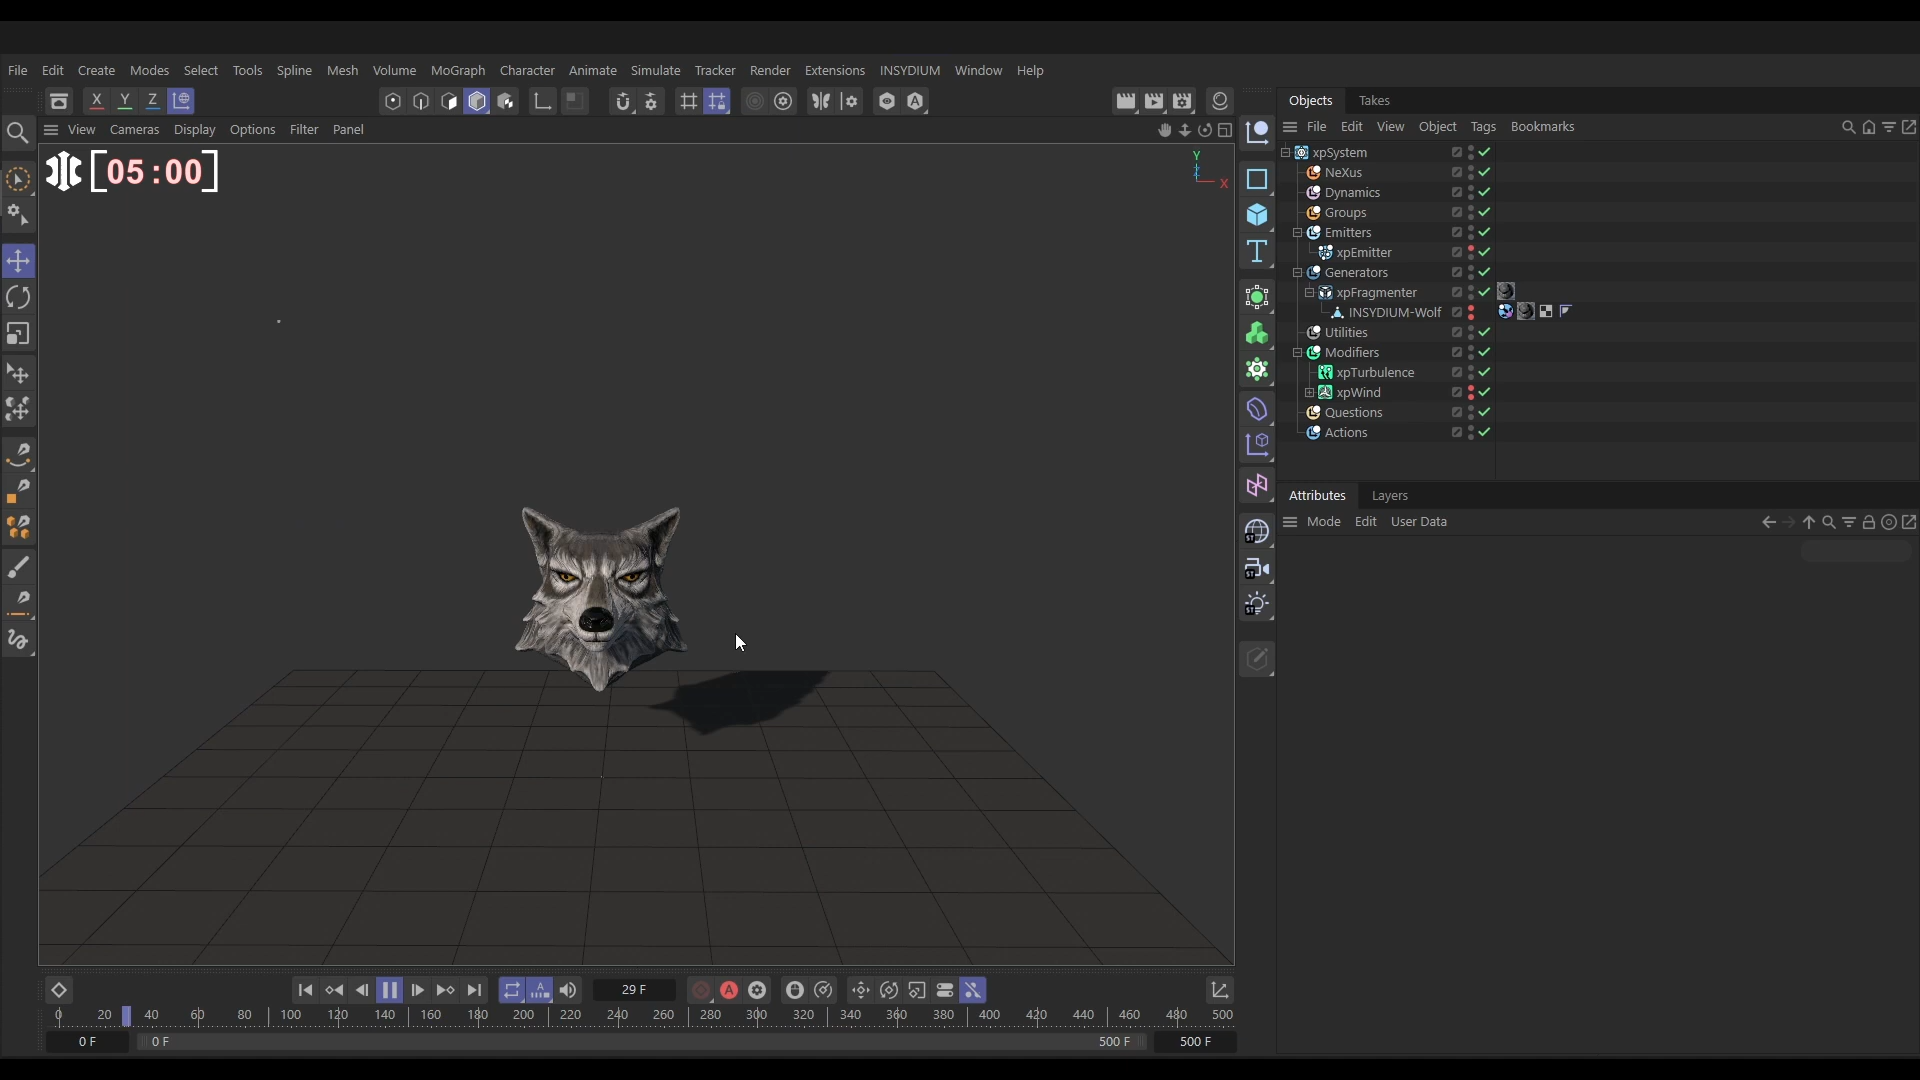 File Edit Create Modes Select Tools Spline Mesh Volume MoGraph Character Animate Simulate Tracker Render Extensions INSYDIUM Window Help
X Y Z
View Cameras Display Options Filter Panel
[05:00]
Y
Z
X
Objects Takes
File Edit View Object Tags Bookmarks
xpSystem
NeXus
Dynamics
Groups
Emitters
xpEmitter
Generators
xpFragmenter
INSYDIUM-Wolf
Utilities
Modifiers
xpTurbulence
xpWind
Questions
Actions
Attributes Layers
Mode Edit User Data
29 F
0 20 40 60 80 100 120 140 160 180 200 220 240 260 280 300 320 340 360 380 400 420 440 460 480 500
0 F 0 F 500 F 500 F